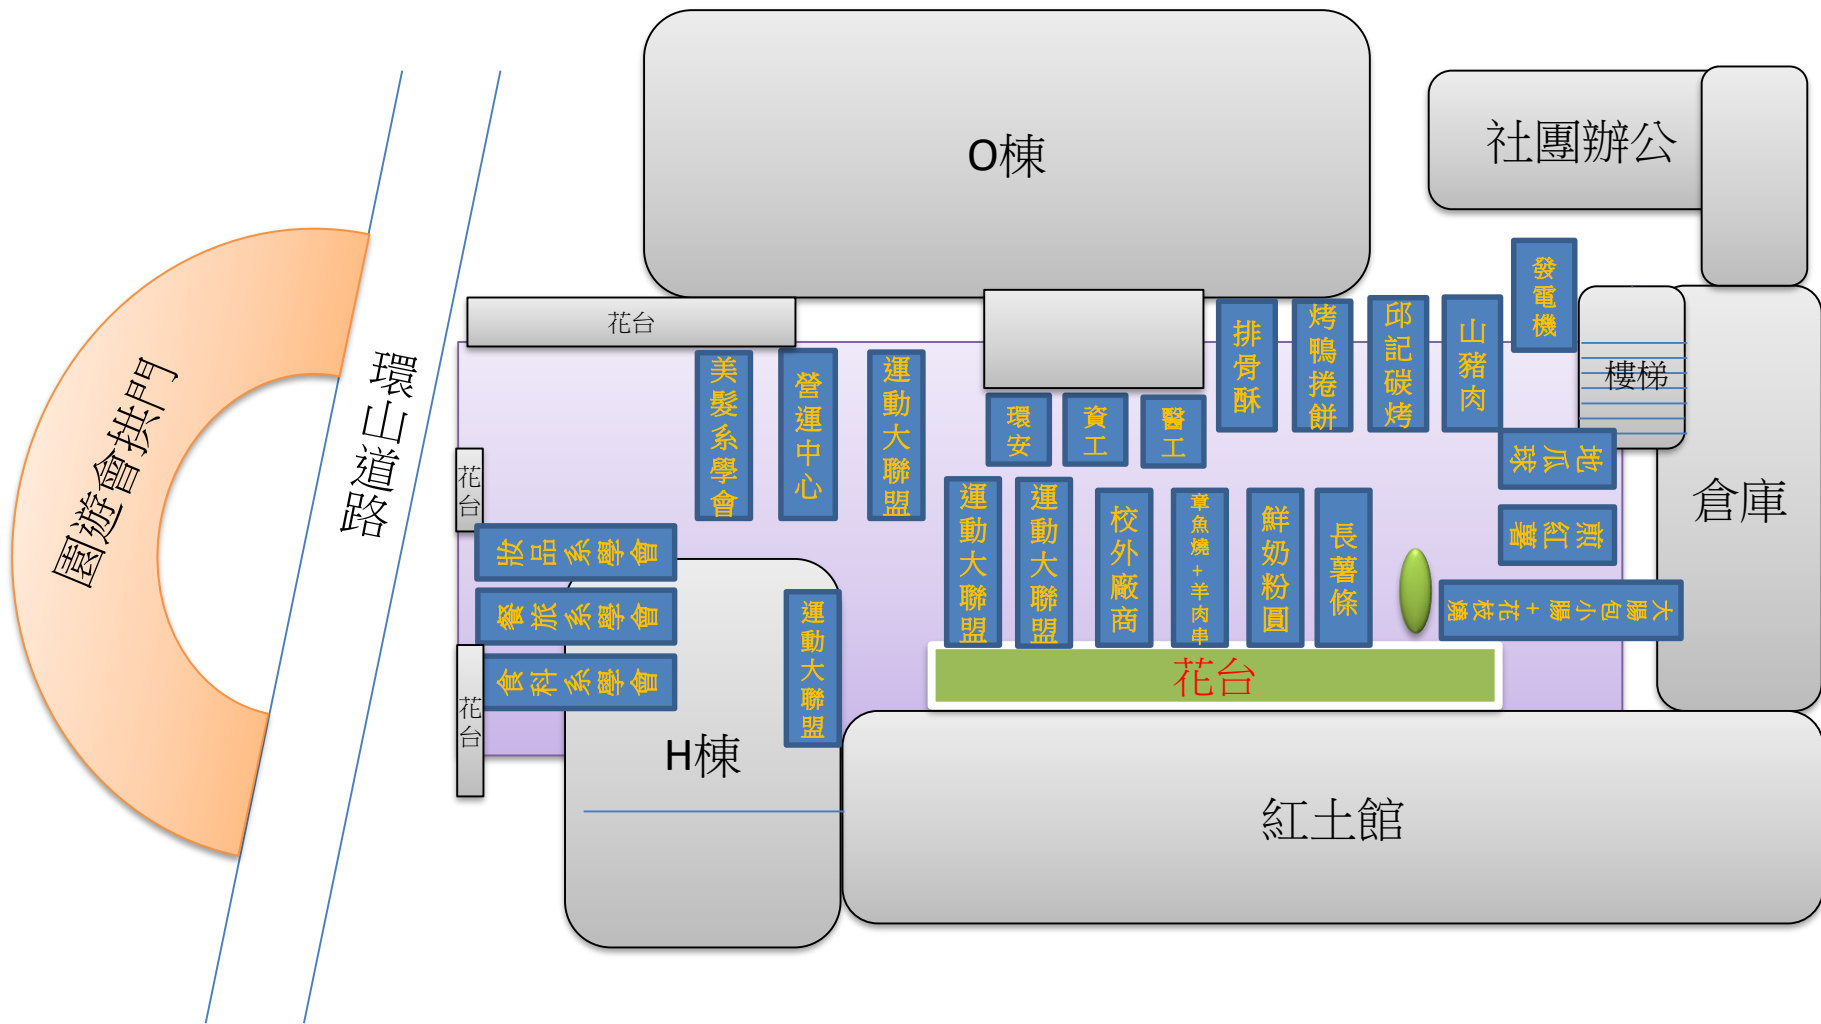 O棟
社團辦公
發電機
花台
排骨酥
烤鴨捲餅
邱記碳烤
山豬肉
樓梯
園遊會拱門
環山道路
美髮系學會
營運中心
運動大聯盟
環安
資工
醫工
地瓜球
花台
運動大聯盟
運動大聯盟
校外廠商
章魚燒+羊肉串
鮮奶粉圓
長薯條
煎紅薯
倉庫
妝品系學會
餐旅系學會
食科系學會
運動大聯盟
大腸包小腸+花枝燒
花台
花台
H棟
紅土館